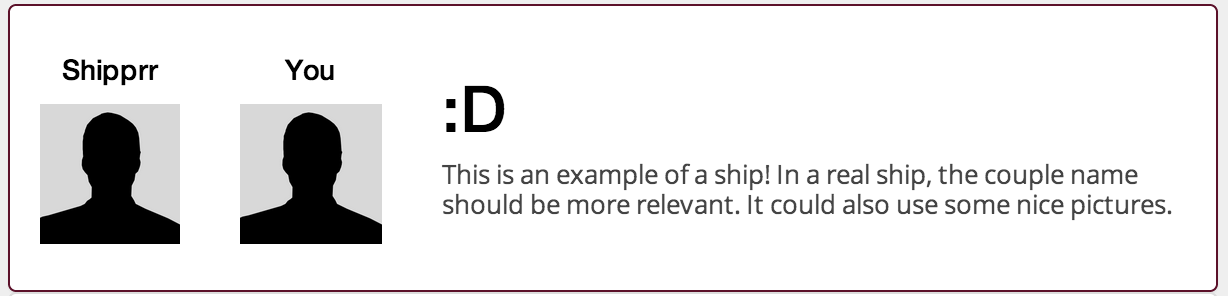 Shipprr
You
:D
This is an example of a ship! In a real ship, the couple name
should be more relevant. It could also use some nice pictures.